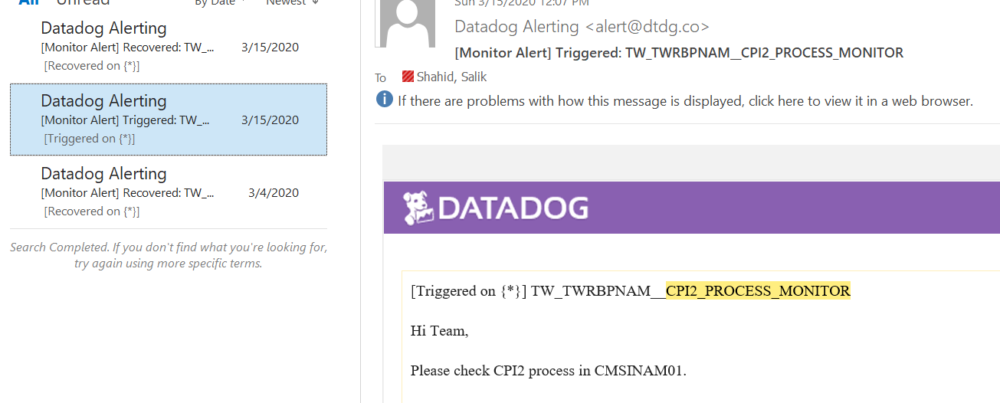 All Unread By Date Newest
Datadog Alerting
[Monitor Alert] Recovered: TW_... 3/15/2020
[Recovered on {*}]
Datadog Alerting
[Monitor Alert] Triggered: TW_... 3/15/2020
[Triggered on {*}]
Datadog Alerting
[Monitor Alert] Recovered: TW_... 3/4/2020
[Recovered on {*}]
Search Completed. If you don't find what you're looking for,
try again using more specific terms.
Sun 3/15/2020 12:07 PM
Datadog Alerting <alert@dtdg.co>
[Monitor Alert] Triggered: TW_TWRBPNAM__CPI2_PROCESS_MONITOR
To Shahid, Salik
If there are problems with how this message is displayed, click here to view it in a web browser.
DATADOG
[Triggered on {*}] TW_TWRBPNAM__CPI2_PROCESS_MONITOR
Hi Team,
Please check CPI2 process in CMSINAM01.